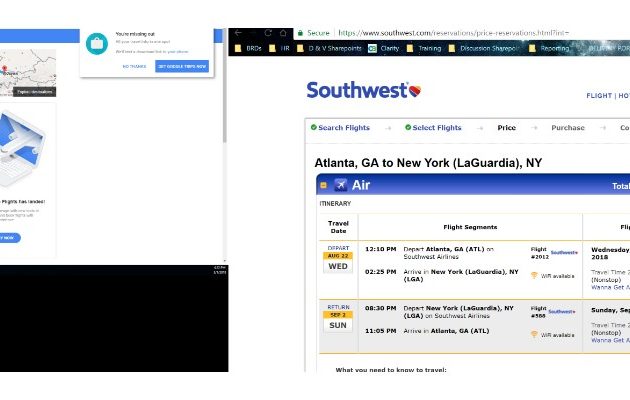 You're missing out
GET GOOGLE TRIPS NOW
NO THANKS
Explore destinations
Flights has landed!
Secure
https://www.southwest.com/reservations/price-reservations.html?int=
BRDs
HR
D & V Sharepoints
Clarity
Training
Discussion Sharepoi
Reporting
Southwest
FLIGHT | HO
Search Flights
Select Flights
Price
Purchase
Co
Atlanta, GA to New York (LaGuardia), NY
Air
Total
ITINERARY
Travel Date
Flight Segments
Fl
DEPART
AUG 22
WED
12:10 PM Depart Atlanta, GA (ATL) on
Southwest Airlines
Flight
#2012
Southwest
02:25 PM Arrive in New York (LaGuardia), NY
(LGA)
WiFi available
Wednesday,
2018
Travel Time 2
(Nonstop)
Wanna Get A
RETURN
SEP 2
SUN
08:30 PM Depart New York (LaGuardia), NY
(LGA) on Southwest Airlines
Flight
#588
Southwest
11:05 PM Arrive in Atlanta, GA (ATL)
WiFi available
Sunday, Sep
Travel Time 2
(Nonstop)
Wanna Get A
What you need to know to travel: